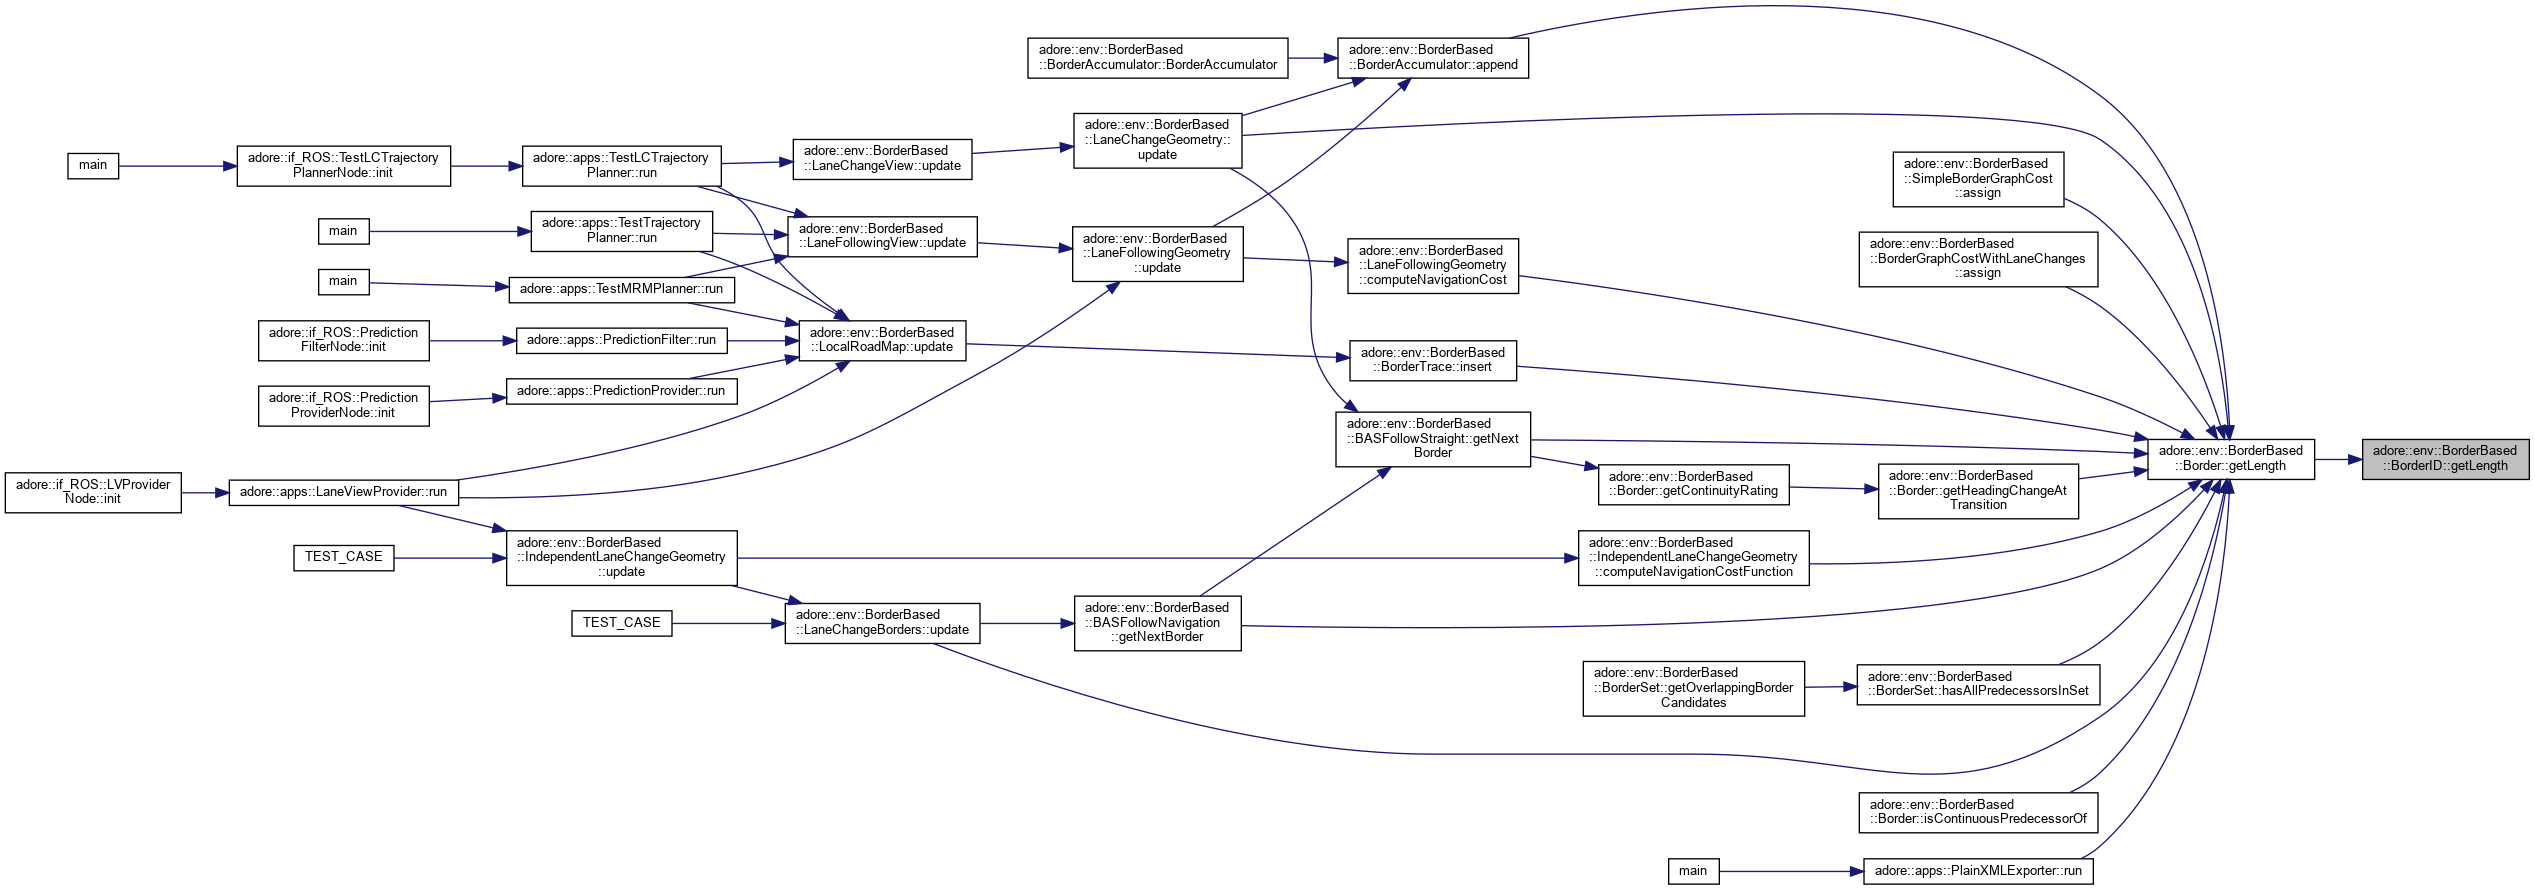 adore::env::BorderBased
::BorderAccumulator::BorderAccumulator
adore::env::BorderBased
::BorderAccumulator::append
main
adore::if_ROS::TestLCTrajectory
PlannerNode::init
adore::apps::TestLCTrajectory
Planner::run
adore::env::BorderBased
::LaneChangeView::update
adore::env::BorderBased
::LaneChangeGeometry::
update
adore::env::BorderBased
::SimpleBorderGraphCost
::assign
main
adore::apps::TestTrajectory
Planner::run
adore::env::BorderBased
::LaneFollowingView::update
adore::env::BorderBased
::LaneFollowingGeometry
::update
adore::env::BorderBased
::LaneFollowingGeometry
::computeNavigationCost
adore::env::BorderBased
::BorderGraphCostWithLaneChanges
::assign
main
adore::apps::TestMRMPlanner::run
adore::if_ROS::Prediction
FilterNode::init
adore::apps::PredictionFilter::run
adore::env::BorderBased
::LocalRoadMap::update
adore::env::BorderBased
::BorderTrace::insert
adore::if_ROS::Prediction
ProviderNode::init
adore::apps::PredictionProvider::run
adore::env::BorderBased
::BASFollowStraight::getNext
Border
adore::env::BorderBased
::Border::getLength
adore::env::BorderBased
::BorderID::getLength
adore::if_ROS::LVProvider
Node::init
adore::apps::LaneViewProvider::run
adore::env::BorderBased
::Border::getContinuityRating
adore::env::BorderBased
::Border::getHeadingChangeAt
Transition
TEST_CASE
adore::env::BorderBased
::IndependentLaneChangeGeometry
::update
adore::env::BorderBased
::IndependentLaneChangeGeometry
::computeNavigationCostFunction
TEST_CASE
adore::env::BorderBased
::LaneChangeBorders::update
adore::env::BorderBased
::BASFollowNavigation
::getNextBorder
adore::env::BorderBased
::BorderSet::getOverlappingBorder
Candidates
adore::env::BorderBased
::BorderSet::hasAllPredecessorsInSet
adore::env::BorderBased
::Border::isContinuousPredecessorOf
main
adore::apps::PlainXMLExporter::run